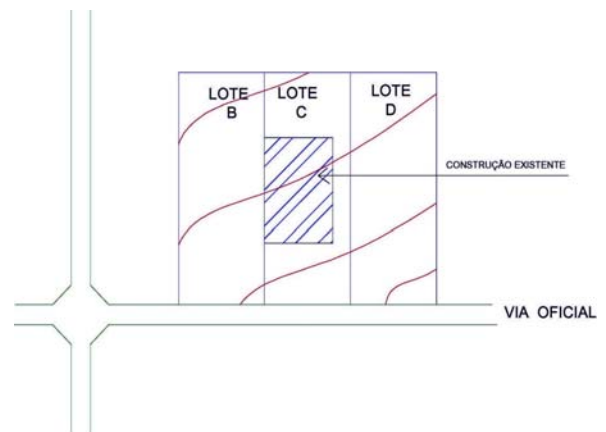 LOTE
B
LOTE
C
LOTE
D
CONSTRUÇÃO EXISTENTE
VIA OFICIAL